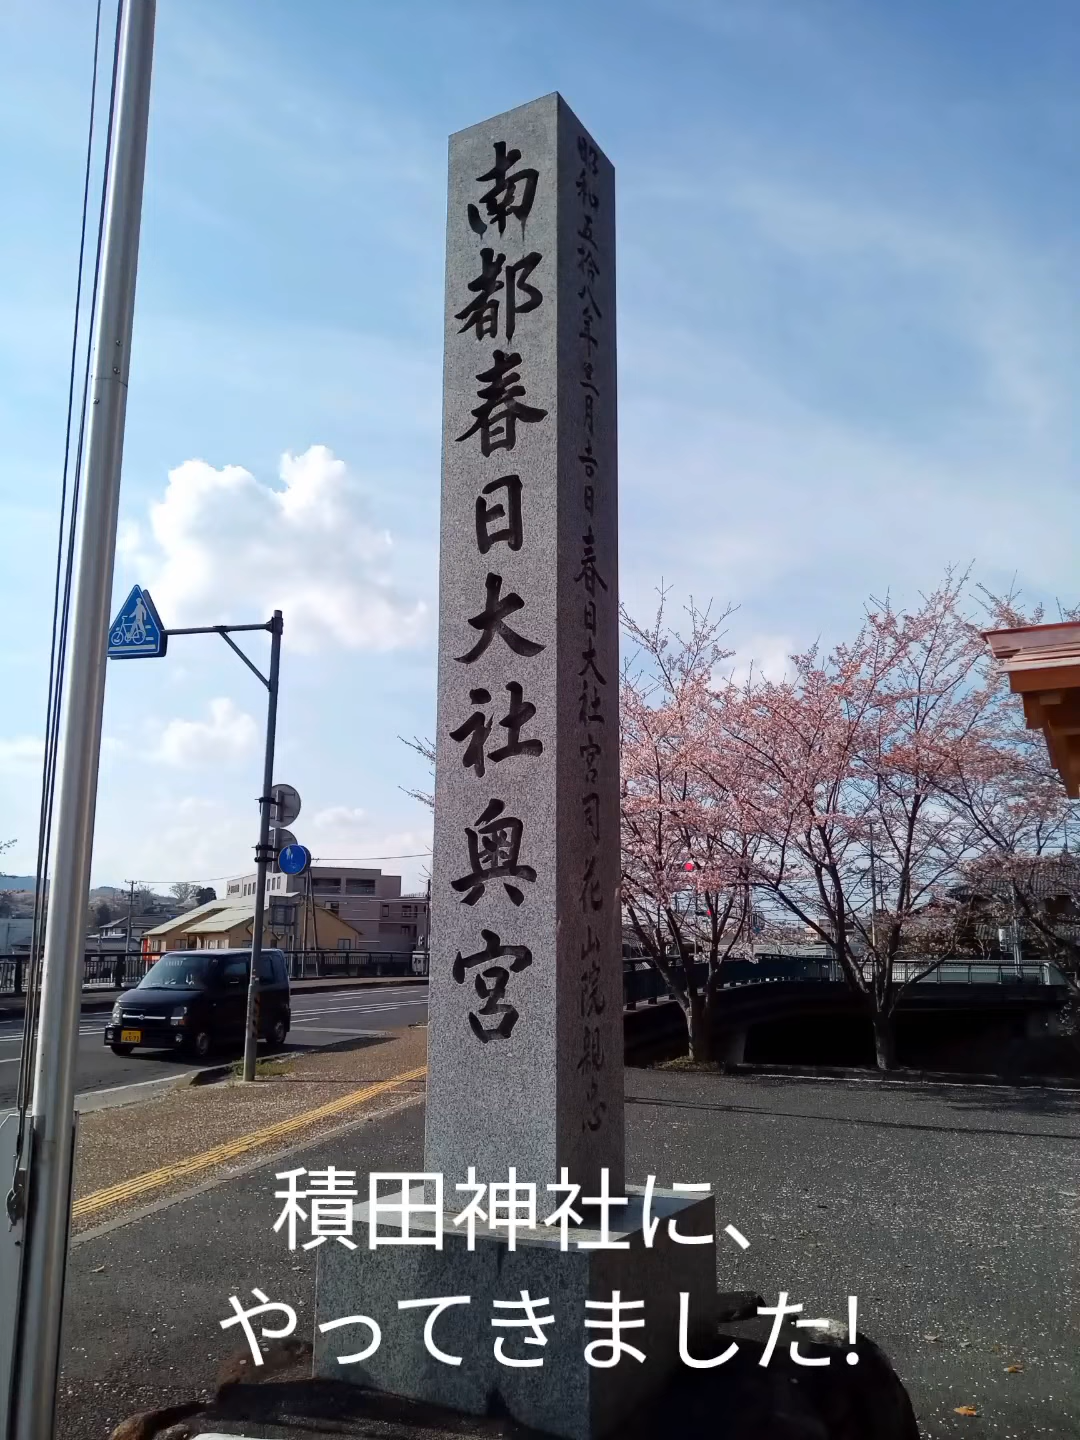 南都春日大社奥宮
昭和五拾八年三月吉日春日大社宮司花山院親忠
積田神社に、
やってきました!